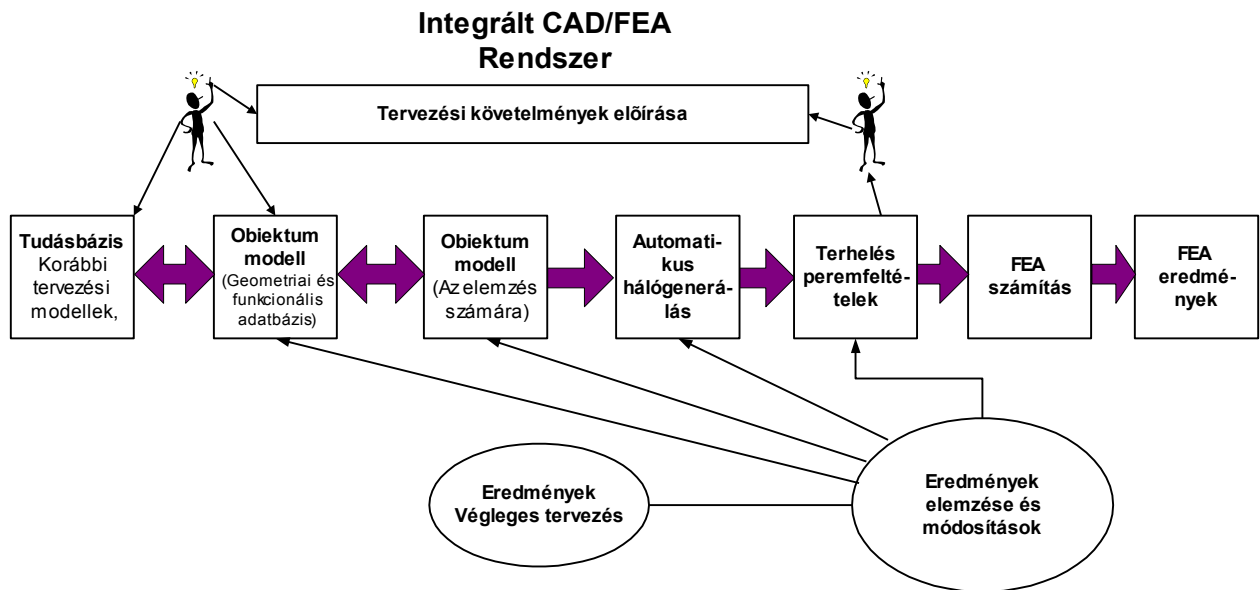 Integrált CAD/FEA
Rendszer
Tervezési követelmények előírása
Tudásbázis
Korábbi
tervezési
modellek,
Obiektum
modell
(Geometriai és
funkcionális
adatbázis)
Obiektum
modell
(Az elemzés
számára)
Automati-
kus
hálógenerá-
lás
Terhelés
peremfelté-
telek
FEA
számítás
FEA
eredmé-
nyek
Eredmények
Végleges tervezés
Eredmények
elemzése és
módosítások